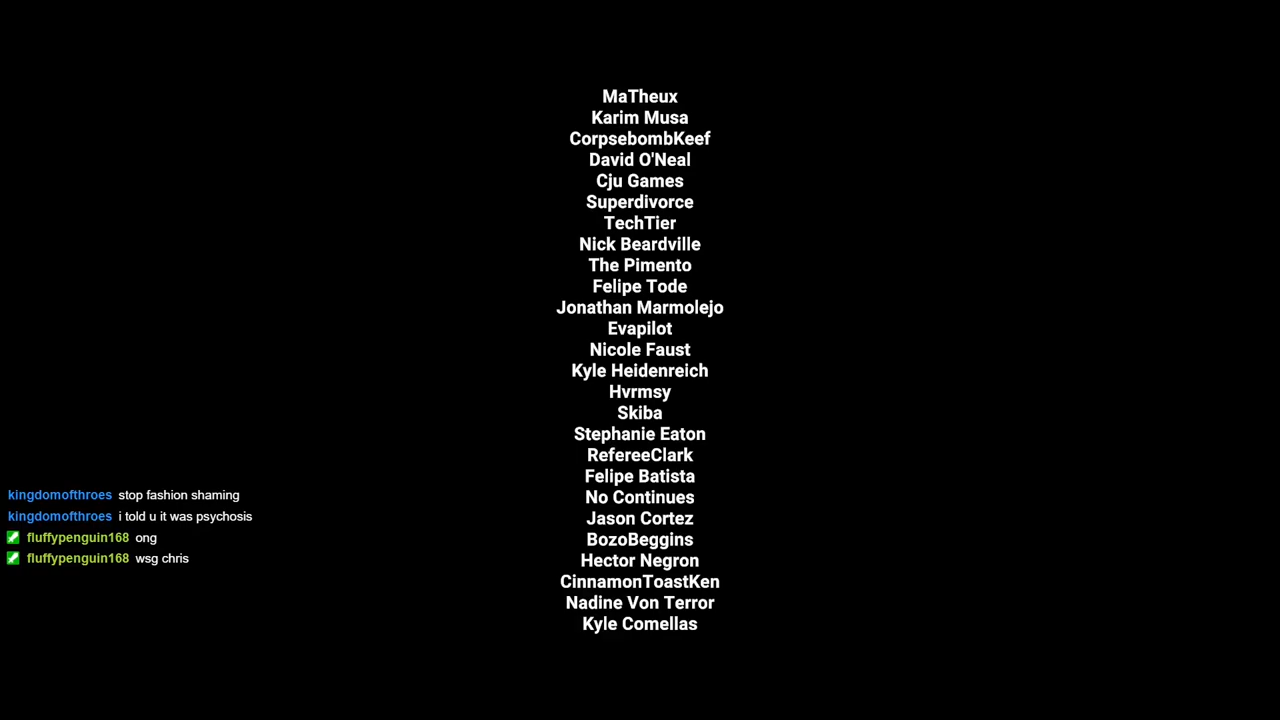 MaTheux
Karim Musa
CorpsebombKeef
David O'Neal
Cju Games
Superdivorce
TechTier
Nick Beardville
The Pimento
Felipe Tode
Jonathan Marmolejo
Evapilot
Nicole Faust
Kyle Heidenreich
Hvrmsy
Skiba
Stephanie Eaton
RefereeClark
Felipe Batista
No Continues
Jason Cortez
BozoBeggins
Hector Negron
CinnamonToastKen
Nadine Von Terror
Kyle Comellas
kingdomofthroes stop fashion shaming
kingdomofthroes i told u it was psychosis
fluffypenguin168 ong
fluffypenguin168 wsg chris